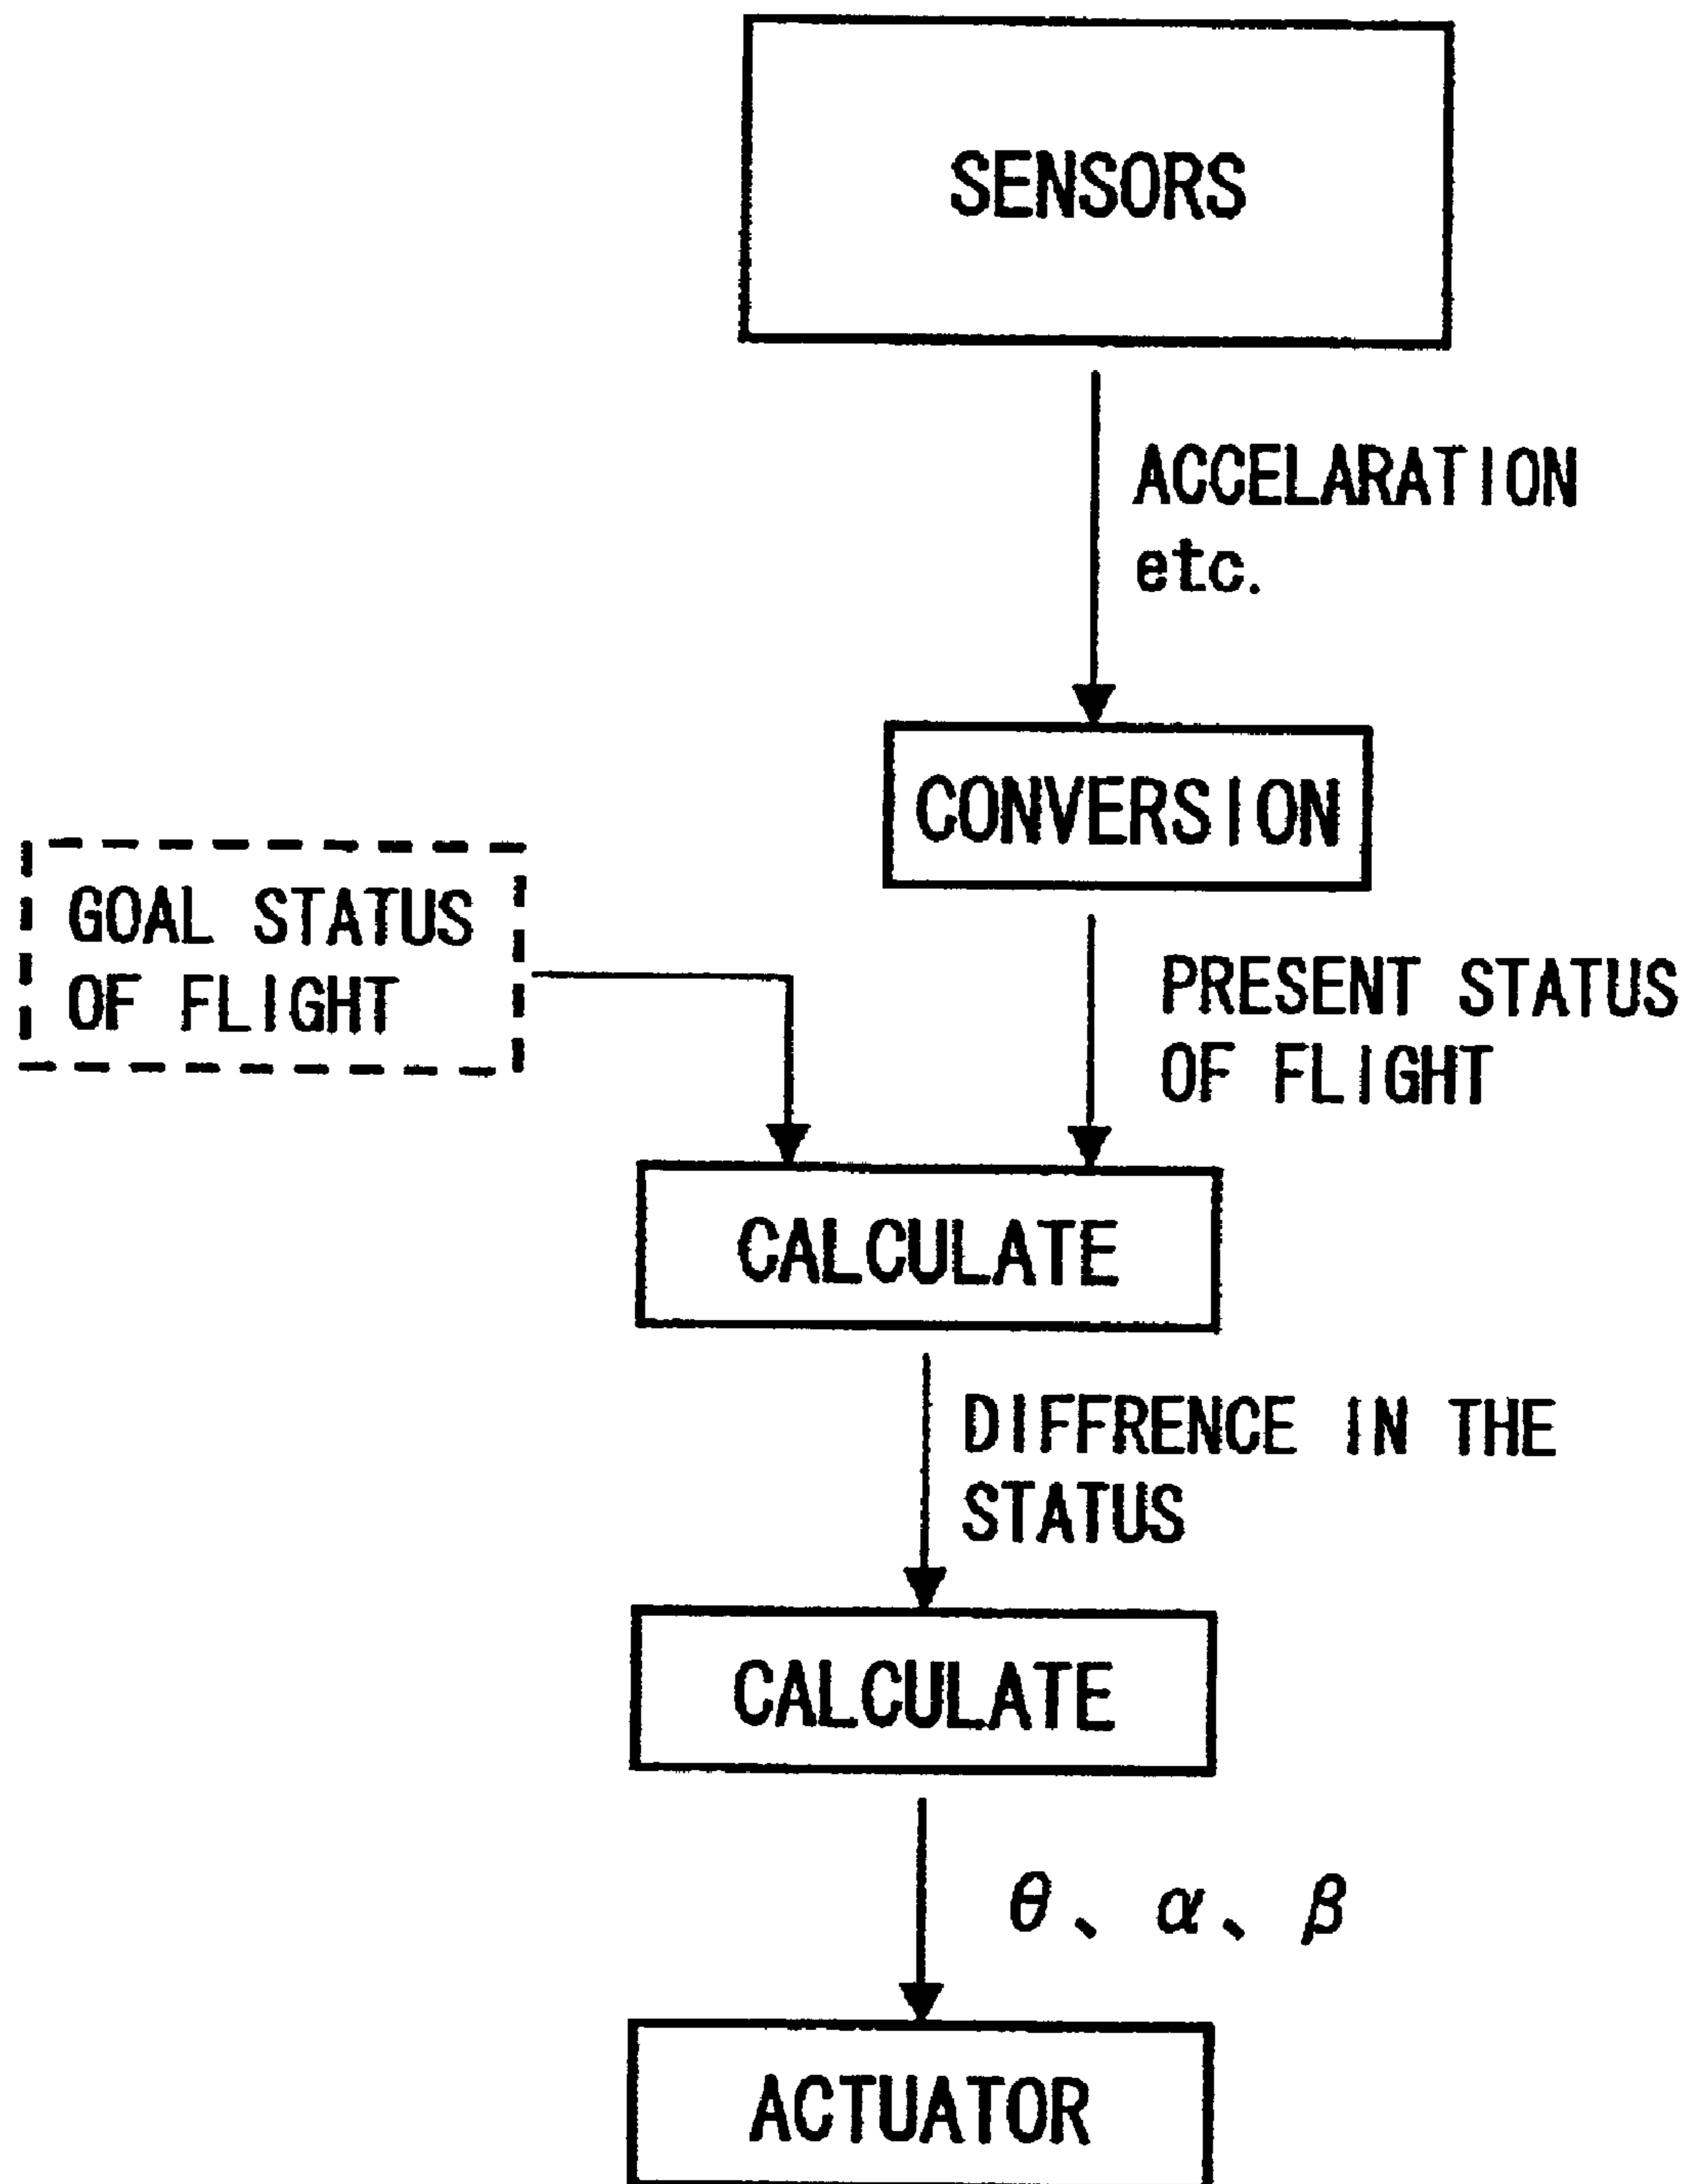 SENSORS
ACCELARATION
etc.
CONVERSION
GOAL STATUS
OF FLIGHT
PRESENT STATUS
OF FLIGHT
CALCULATE
DIFFRENCE IN THE
STATUS
CALCULATE
θ、α、β
ACTUATOR